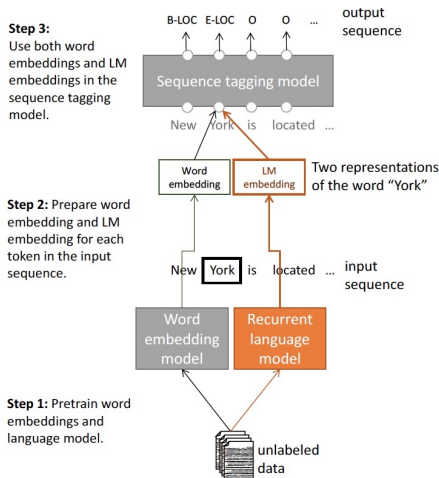 B-LOC E-LOC O O ...
output
sequence
Step 3:
Use both word
embeddings and LM
embeddings in the
sequence tagging
model.
Sequence tagging model
New York is located ...
Word
embedding
LM
embedding
Two representations
of the word “York”
Step 2: Prepare word
embedding and LM
embedding for each
token in the input
sequence.
New York is located ...
input
sequence
Word
embedding
model
Recurrent
language
model
Step 1: Pretrain word
embeddings and
language model.
unlabeled
data